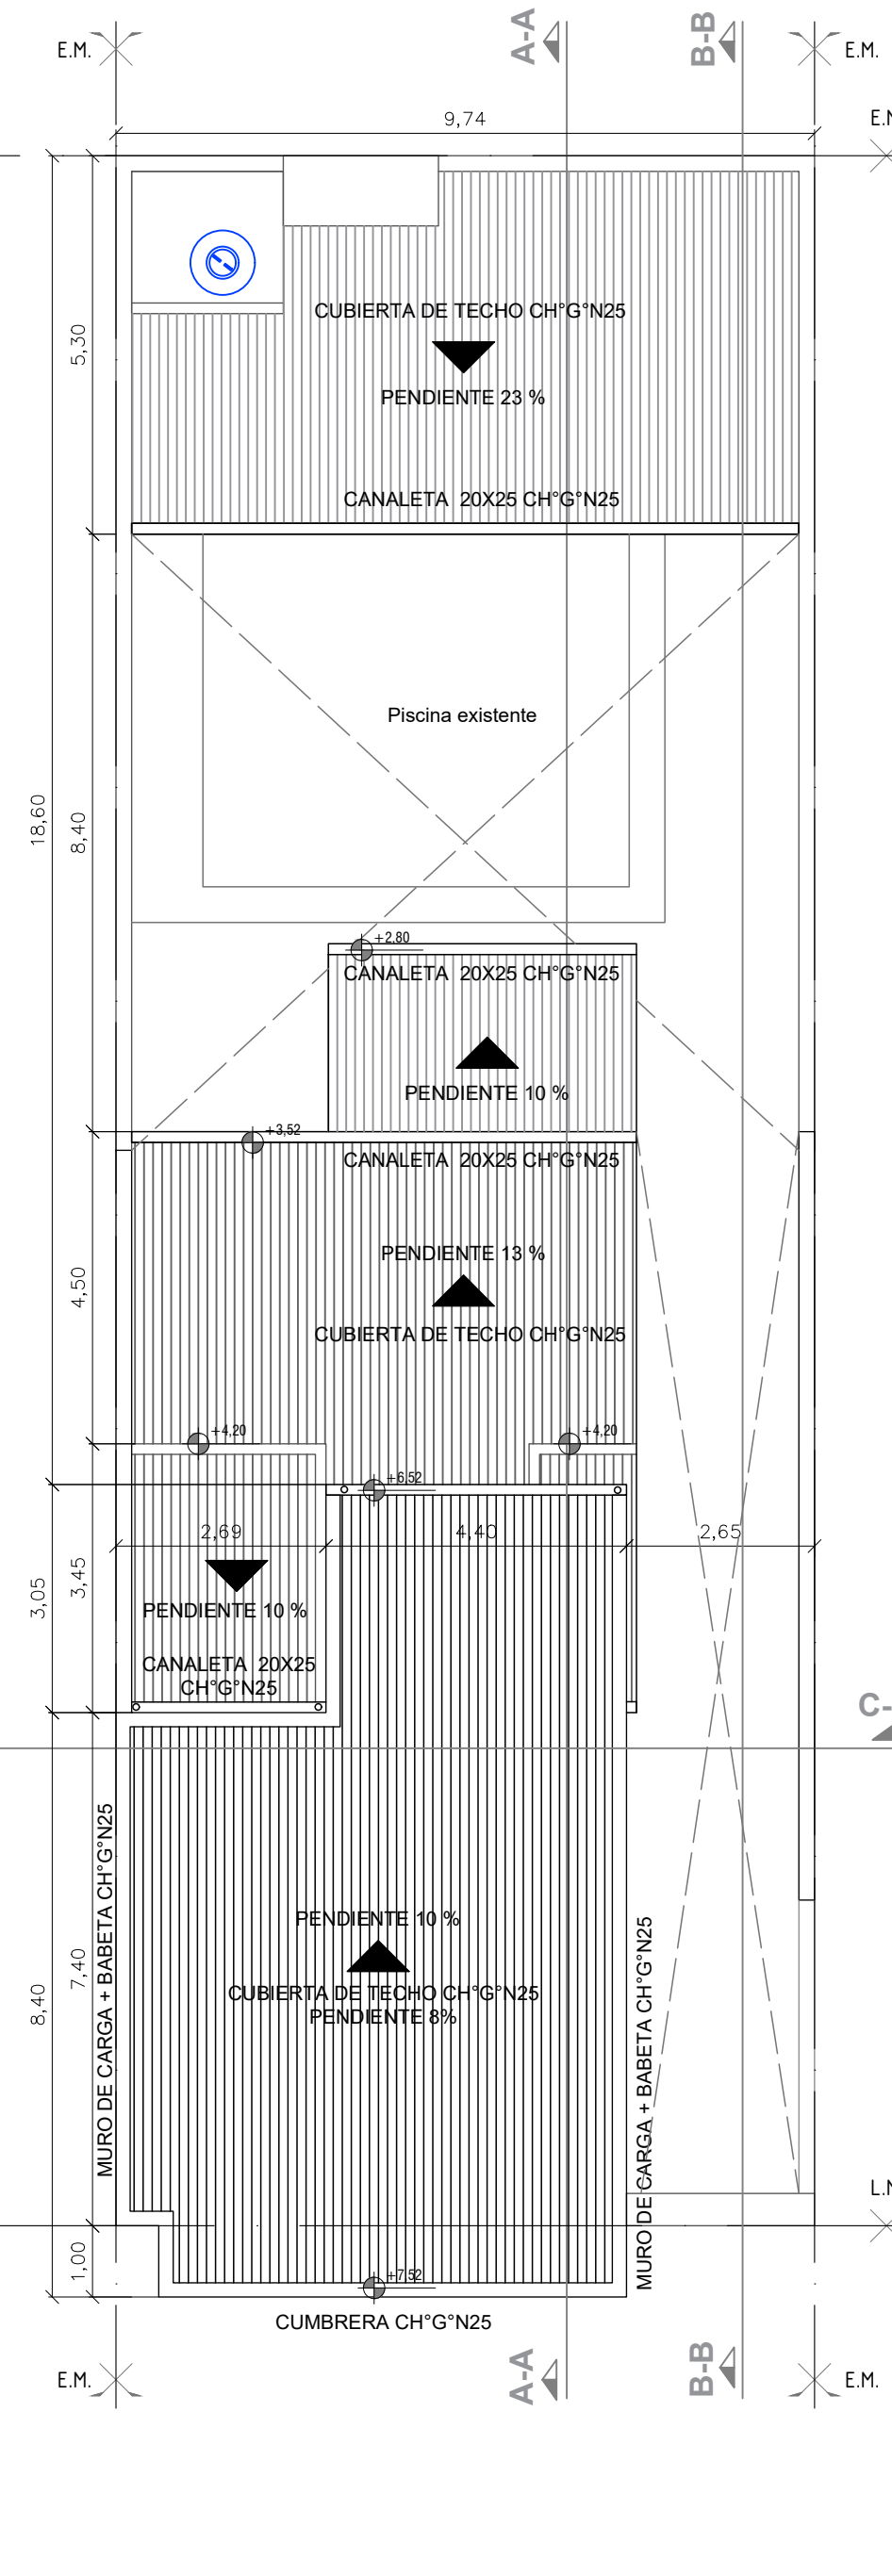 A-A
B-B
E.M.
E.M.
9,74
5,30
CUBIERTA DE TECHO CH°G°N25
PENDIENTE 23 %
CANALETA 20X25 CH°G°N25
Piscina existente
18,60
8,40
+2,80
CANALETA 20X25 CH°G°N25
PENDIENTE 10 %
+3,52
CANALETA 20X25 CH°G°N25
PENDIENTE 13 %
4,50
CUBIERTA DE TECHO CH°G°N25
+4,20
+4,20
+6,52
2,69
4,40
2,65
3,05
3,45
PENDIENTE 10 %
CANALETA 20X25
CH°G°N25
C-
MURO DE CARGA + BABETA CH°G°N25
PENDIENTE 10 %
7,40
8,40
CUBIERTA DE TECHO CH°G°N25
PENDIENTE 8%
MURO DE CARGA + BABETA CH°G°N25
1,00
+7,52
CUMBRERA CH°G°N25
A-A
B-B
E.M.
E.M.